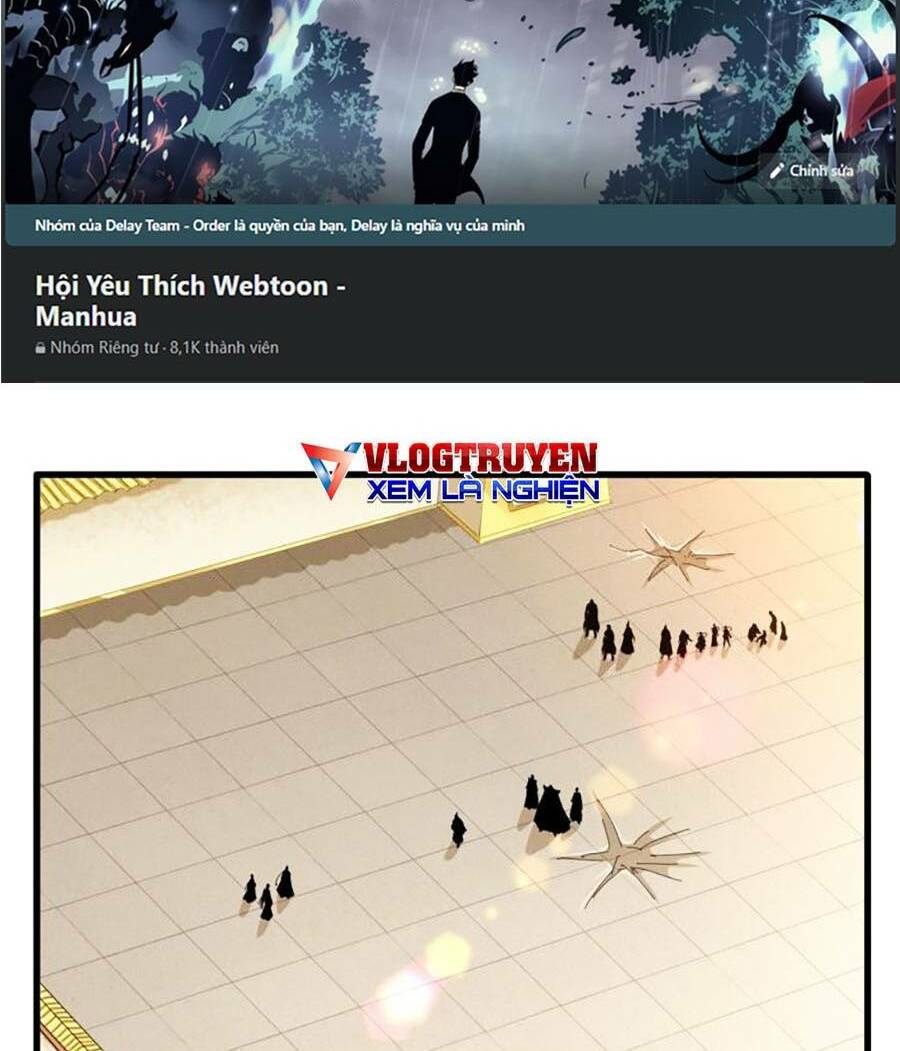 Chỉnh sửa
Nhóm của Delay Team - Order là quyền của bạn, Delay là nghĩa vụ của mình
Hội Yêu Thích Webtoon -
Manhua
Nhóm Riêng tư · 8,1K thành viên
VLOGTRUYEN
XEM LÀ NGHIỆN